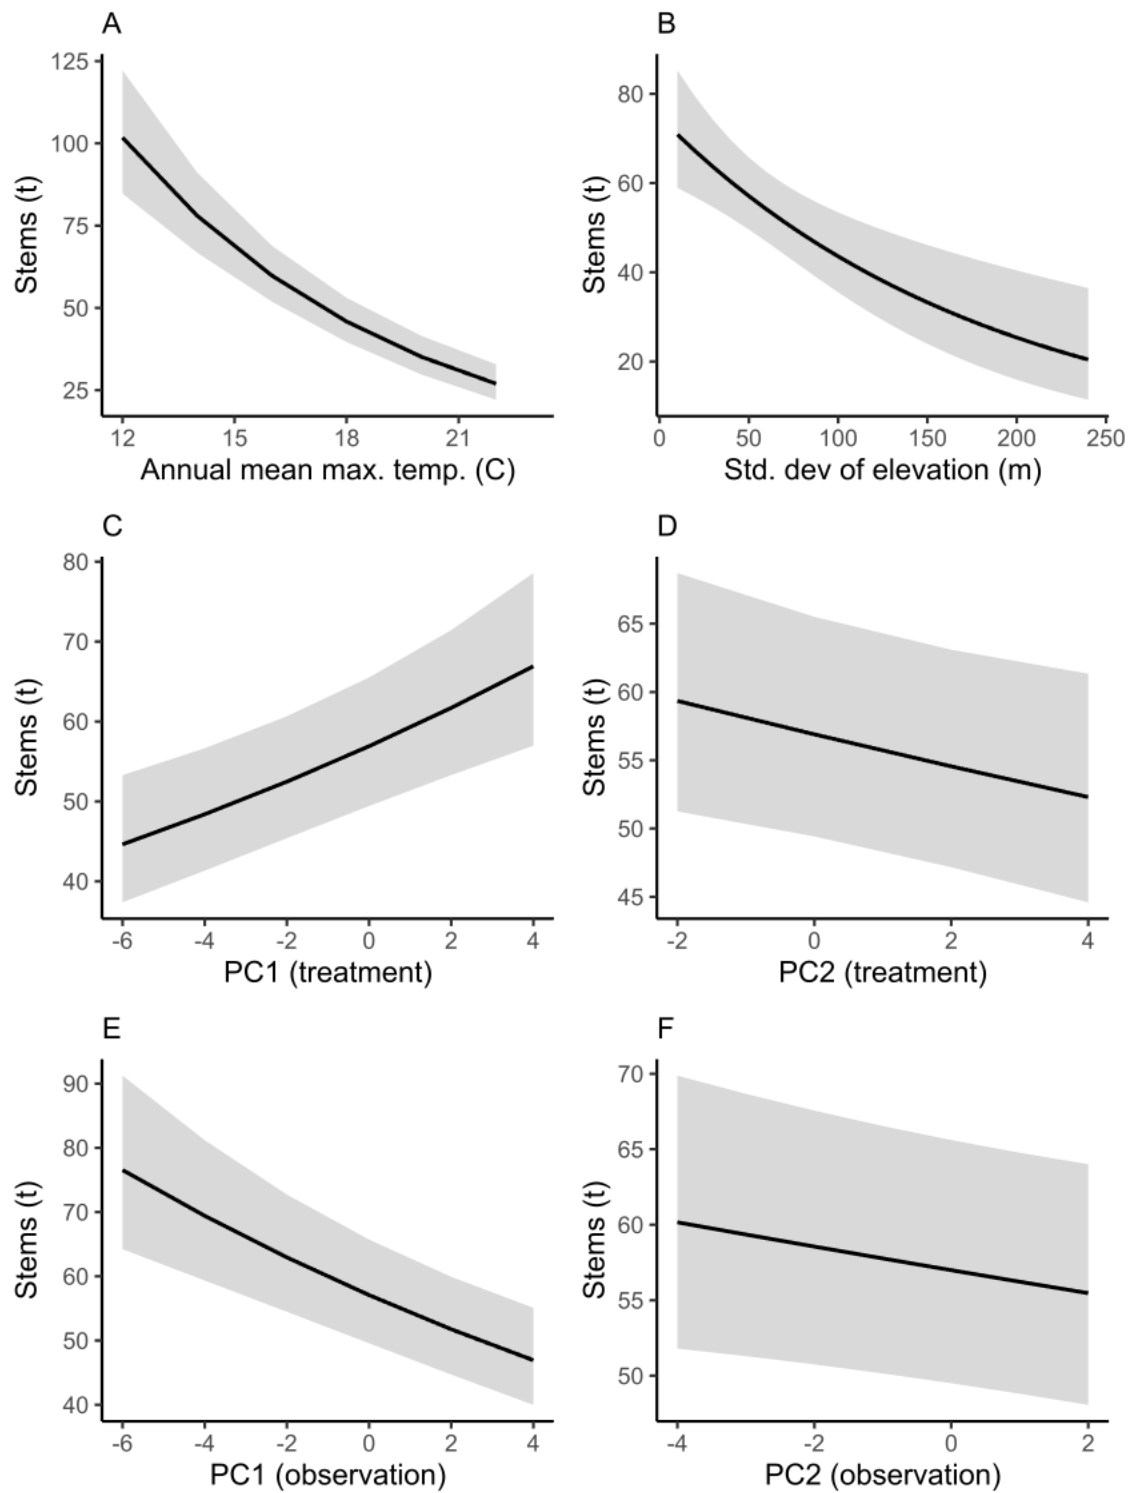 A
Stems (t)
125
100
75
50
25
12 15 18 21
Annual mean max. temp. (C)
B
Stems (t)
80
60
40
20
0 50 100 150 200 250
Std. dev of elevation (m)
C
Stems (t)
80
70
60
50
40
-6 -4 -2 0 2 4
PC1 (treatment)
D
Stems (t)
65
60
55
50
45
-2 0 2 4
PC2 (treatment)
E
Stems (t)
90
80
70
60
50
40
-6 -4 -2 0 2 4
PC1 (observation)
F
Stems (t)
70
65
60
55
50
-4 -2 0 2
PC2 (observation)